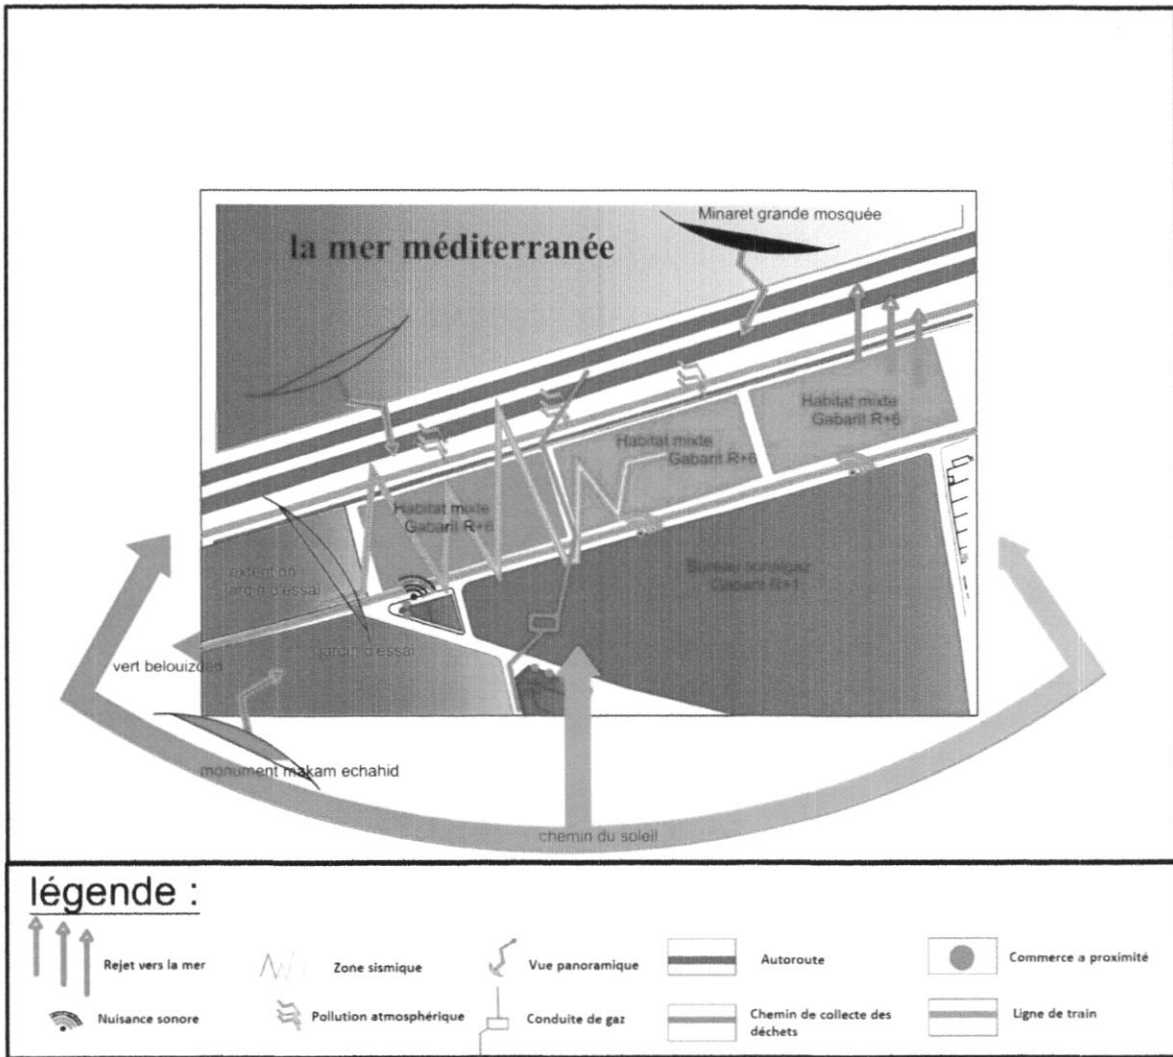 Minaret grande mosquée
la mer méditerranée
Habitat mixte
Gabarit R+6
Habitat mixte
Gabarit R+6
Habitat mixte
Gabarit R+6
Gabarit R+1
extention
jardin d'essai
jardin d'essai
vert belouizdad
monument makam echahid
chemin du soleil
légende :
Rejet vers la mer
Zone sismique
Vue panoramique
Autoroute
Commerce a proximité
Nuisance sonore
Pollution atmosphérique
Conduite de gaz
Chemin de collecte des
déchets
Ligne de train